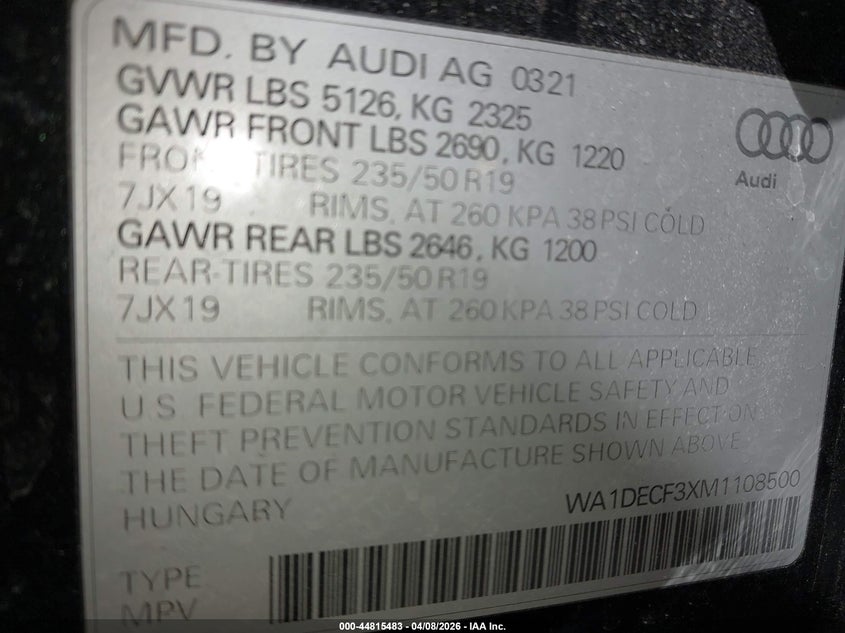 MFD. BY AUDI AG 0321
GVWR LBS 5126, KG 2325
GAWR FRONT LBS 2690, KG 1220
FRONT-TIRES 235/50 R19
7JX19 RIMS, AT 260 KPA 38 PSI COLD
GAWR REAR LBS 2646, KG 1200
REAR-TIRES 235/50 R19
7JX19 RIMS, AT 260 KPA 38 PSI COLD
Audi
THIS VEHICLE CONFORMS TO ALL APPLICABLE
U.S. FEDERAL MOTOR VEHICLE SAFETY AND
THEFT PREVENTION STANDARDS IN EFFECT ON
THE DATE OF MANUFACTURE SHOWN ABOVE
HUNGARY WA1DECF3XM1108500
TYPE
MPV
000-44815483 - 04/08/2026 - IAA Inc.